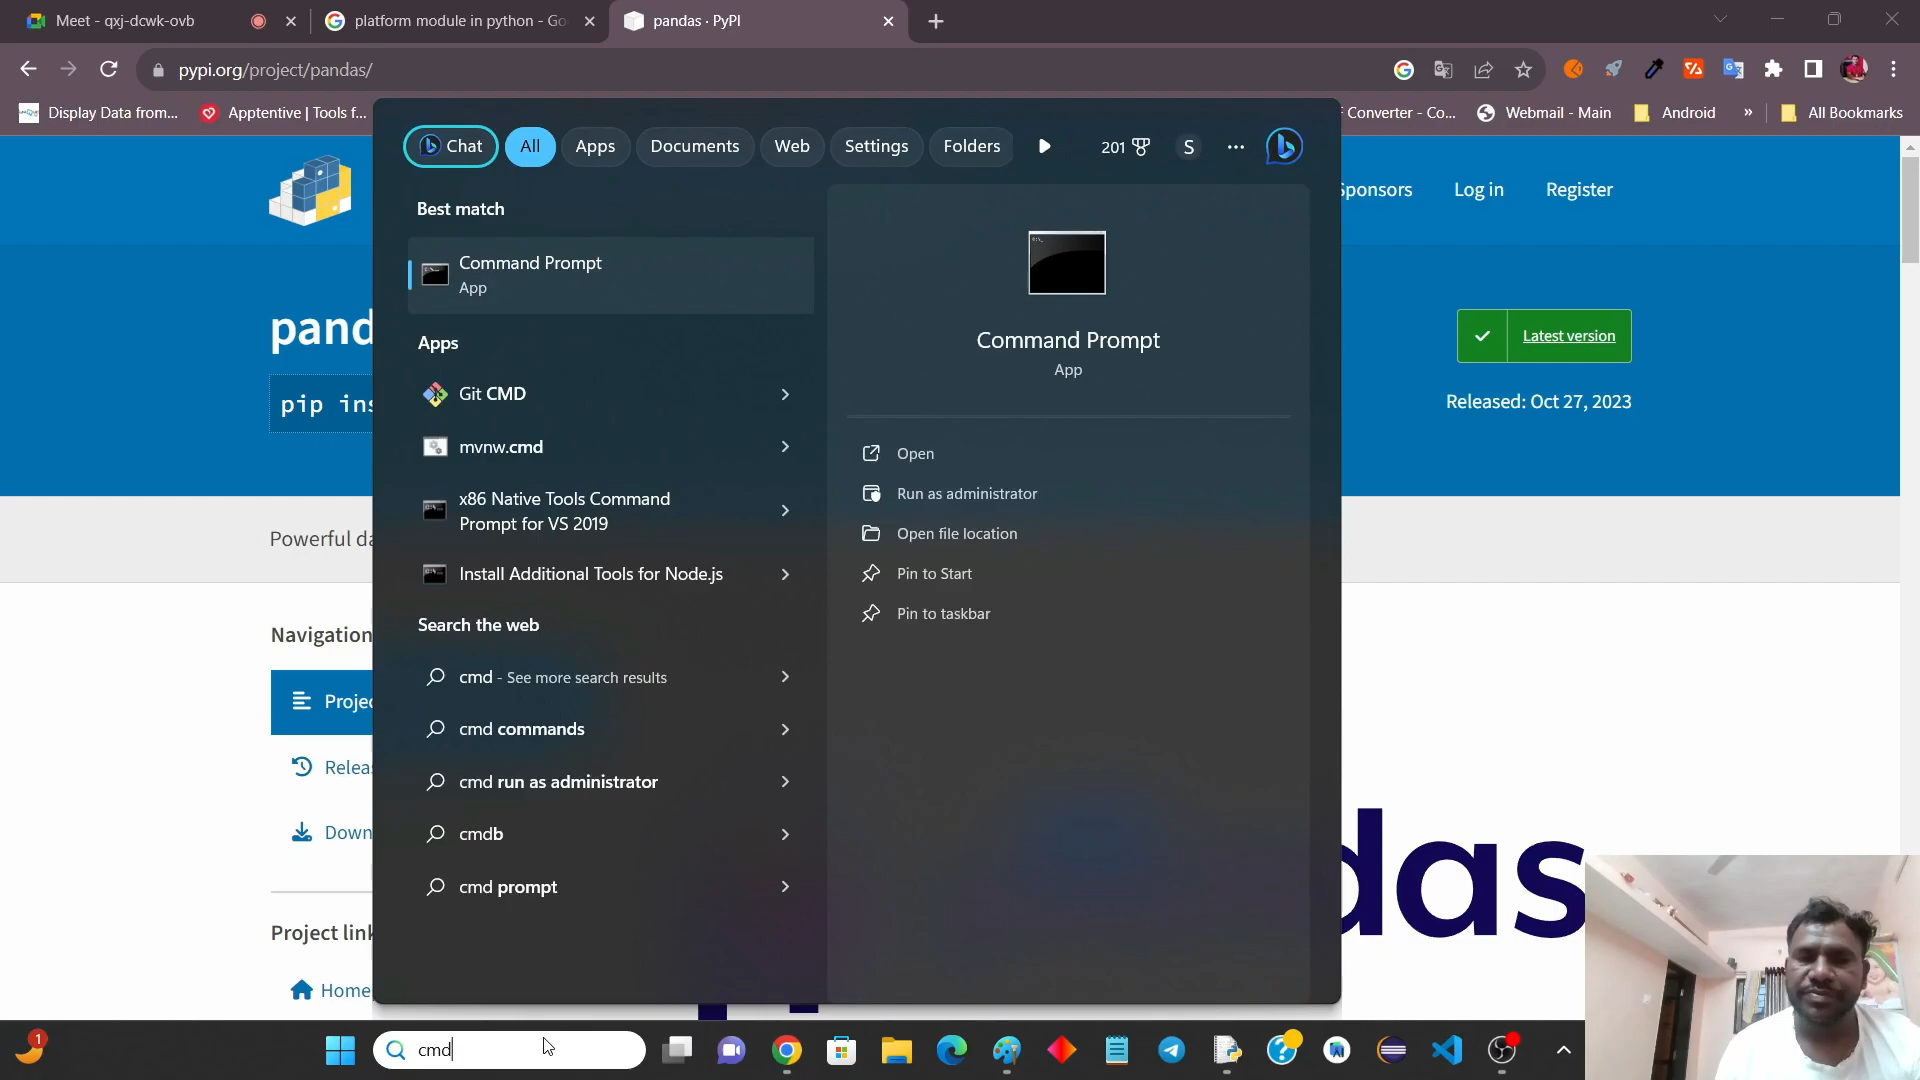 Meet - qxj-dcwk-ovb
platform module in python - Go
pandas · PyPI
pypi.org/project/pandas/
Display Data from...
Apptentive | Tools f...
F Converter - Co...
Webmail - Main
Android
»
All Bookmarks
Chat
All
Apps
Documents
Web
Settings
Folders
201
S
Sponsors
Log in
Register
Best match
Command Prompt
App
Command Prompt
App
Apps
Git CMD
mvnw.cmd
x86 Native Tools Command
Prompt for VS 2019
Install Additional Tools for Node.js
Open
Run as administrator
Open file location
Pin to Start
Pin to taskbar
Search the web
cmd - See more search results
cmd commands
cmd run as administrator
cmdb
cmd prompt
pand
pip ins
Latest version
Released: Oct 27, 2023
Powerful da
Navigation
Projec
Relea
Down
Project link
Home
das
1
cmd